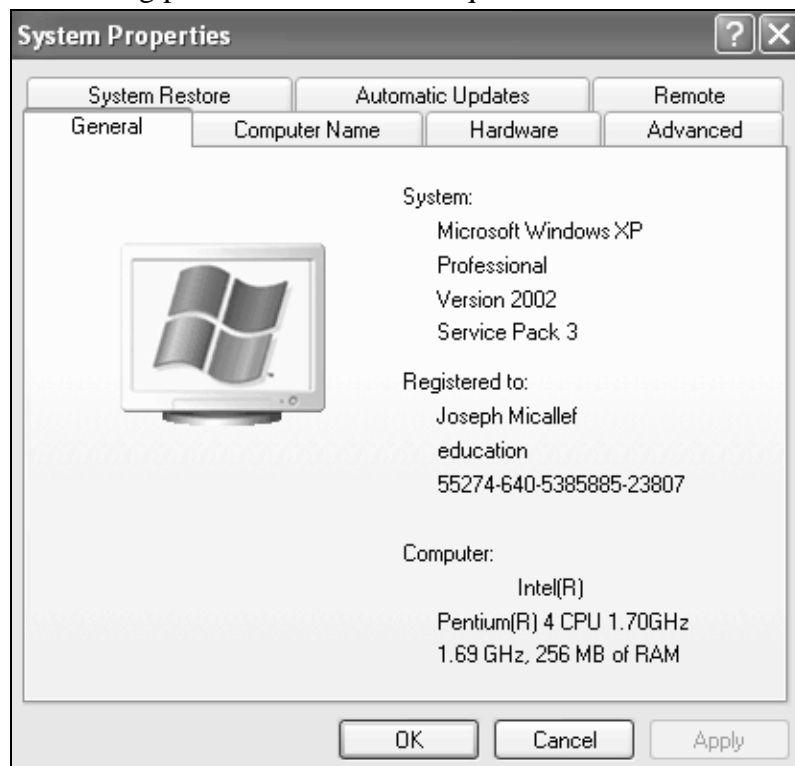 System Properties
System Restore Automatic Updates Remote
General Computer Name Hardware Advanced
System:
Microsoft Windows XP
Professional
Version 2002
Service Pack 3
Registered to:
Joseph Micallef
education
55274-640-5385885-23807
Computer:
Intel(R)
Pentium(R) 4 CPU 1.70GHz
1.69 GHz, 256 MB of RAM
OK Cancel Apply